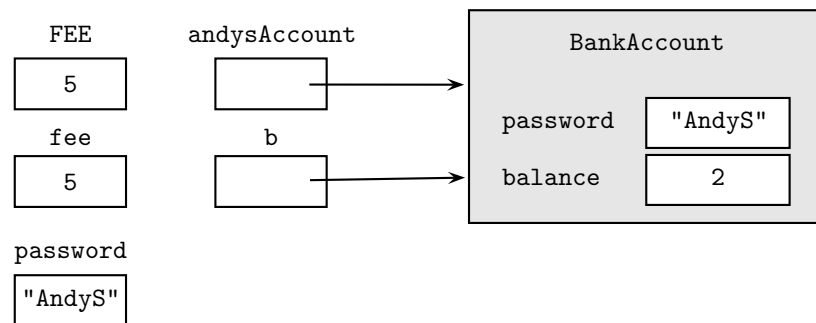 FEE
andysAccount
BankAccount
5
password
"AndyS"
fee
b
5
balance
2
password
"AndyS"